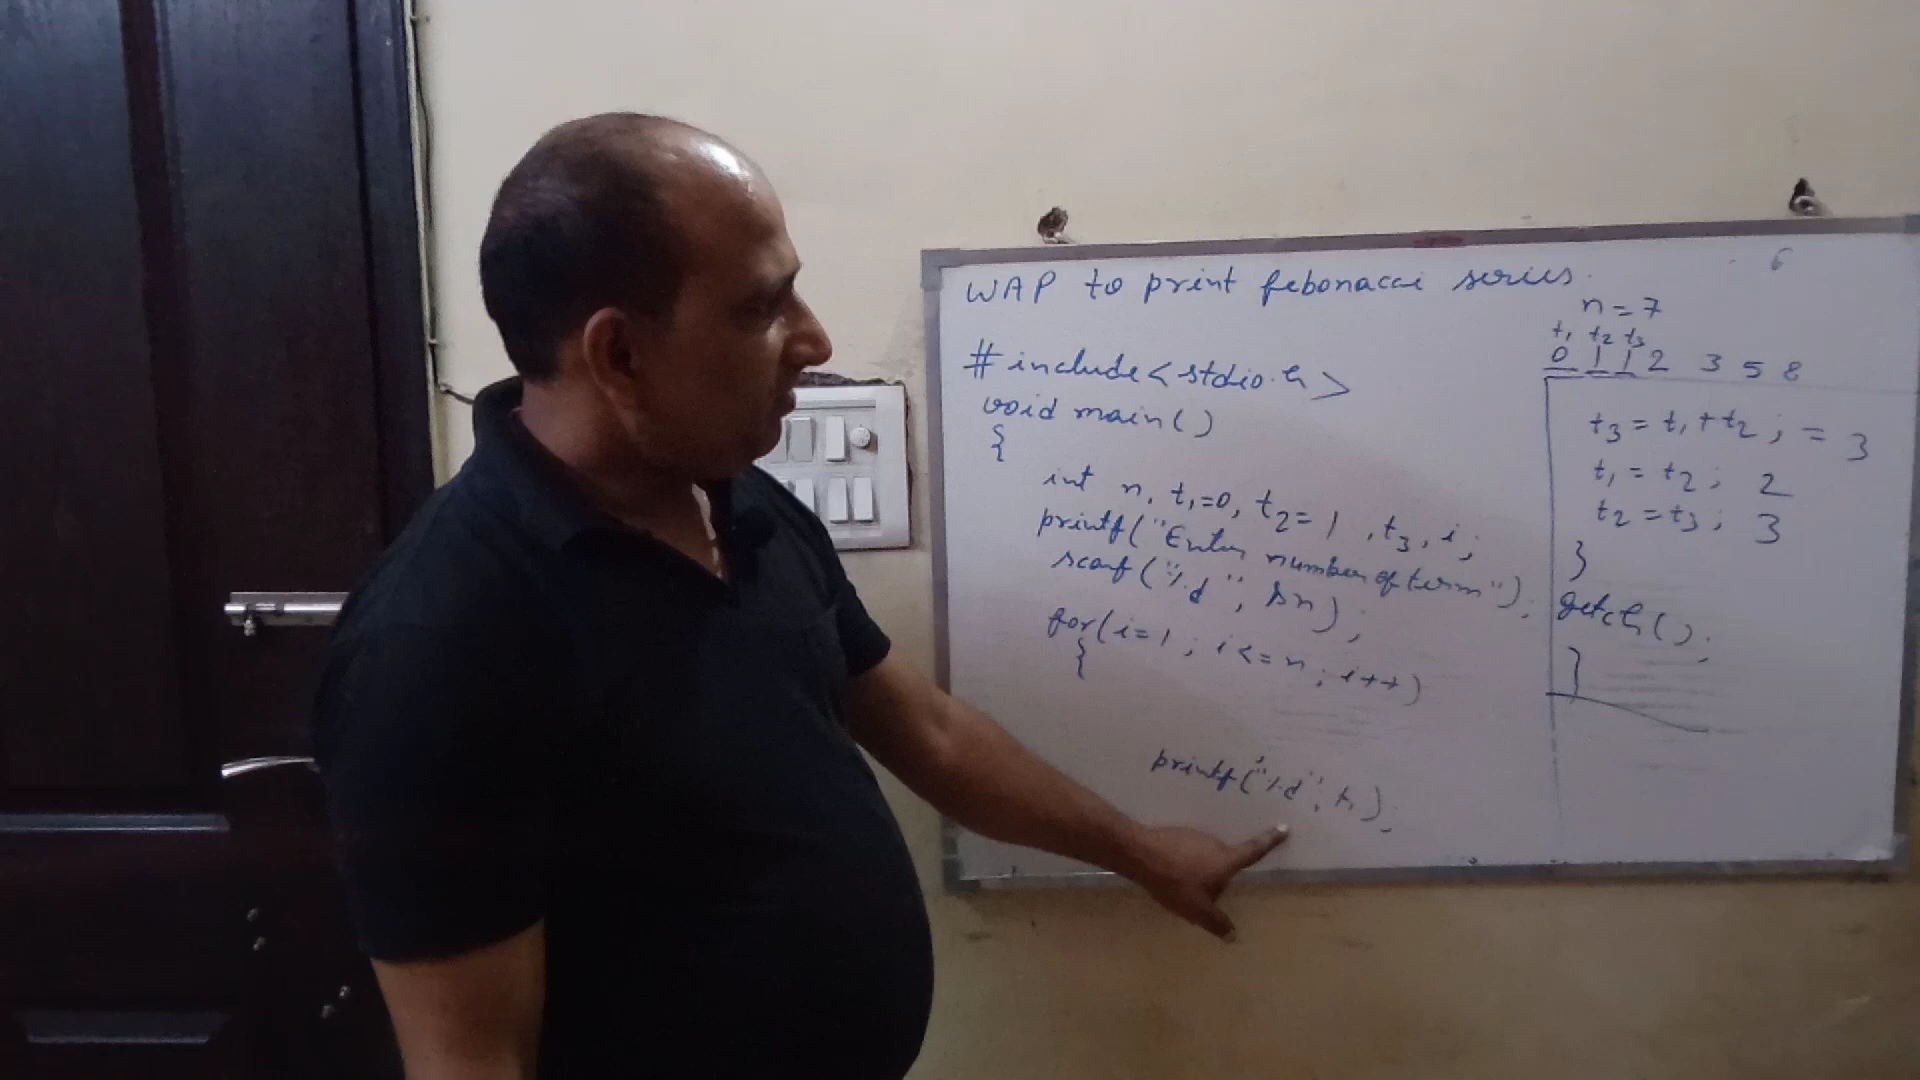 WAP to print febonacci series.
# include<stdio.h>
void main()
{
int n, t1=0, t2=1, t3, i;
printf("Enter number of term");
scanf("%d", &n);
for(i=1; i<=n; i++)
{
printf("%d", t1);
n=7
t1 t2 t3
0 1 1 2 3 5 8
t3 = t1+t2; = 3
t1 = t2; 2
t2 = t3; 3
}
getch();
}
6